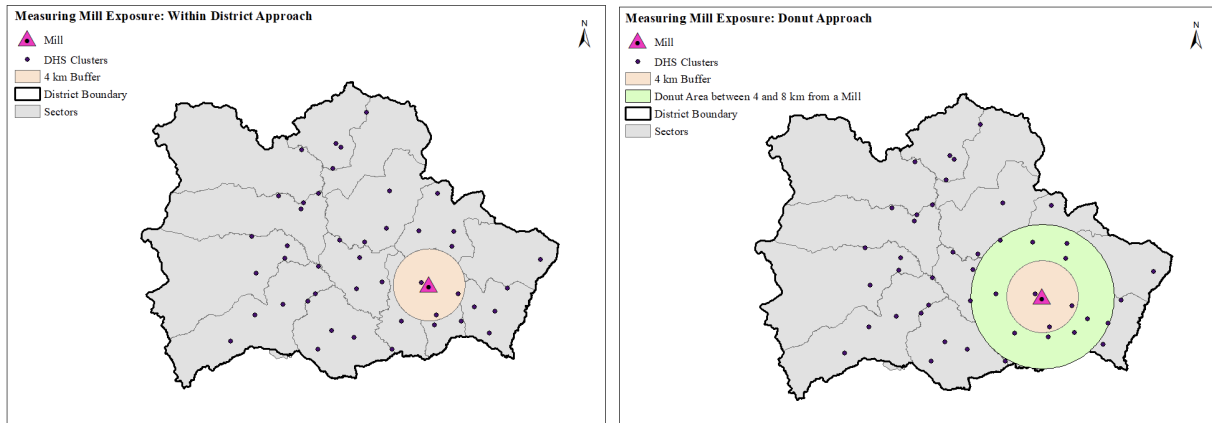 Measuring Mill Exposure: Within District Approach
N
Mill
DHS Clusters
4 km Buffer
District Boundary
Sectors
Measuring Mill Exposure: Donut Approach
N
Mill
DHS Clusters
4 km Buffer
Donut Area between 4 and 8 km from a Mill
District Boundary
Sectors